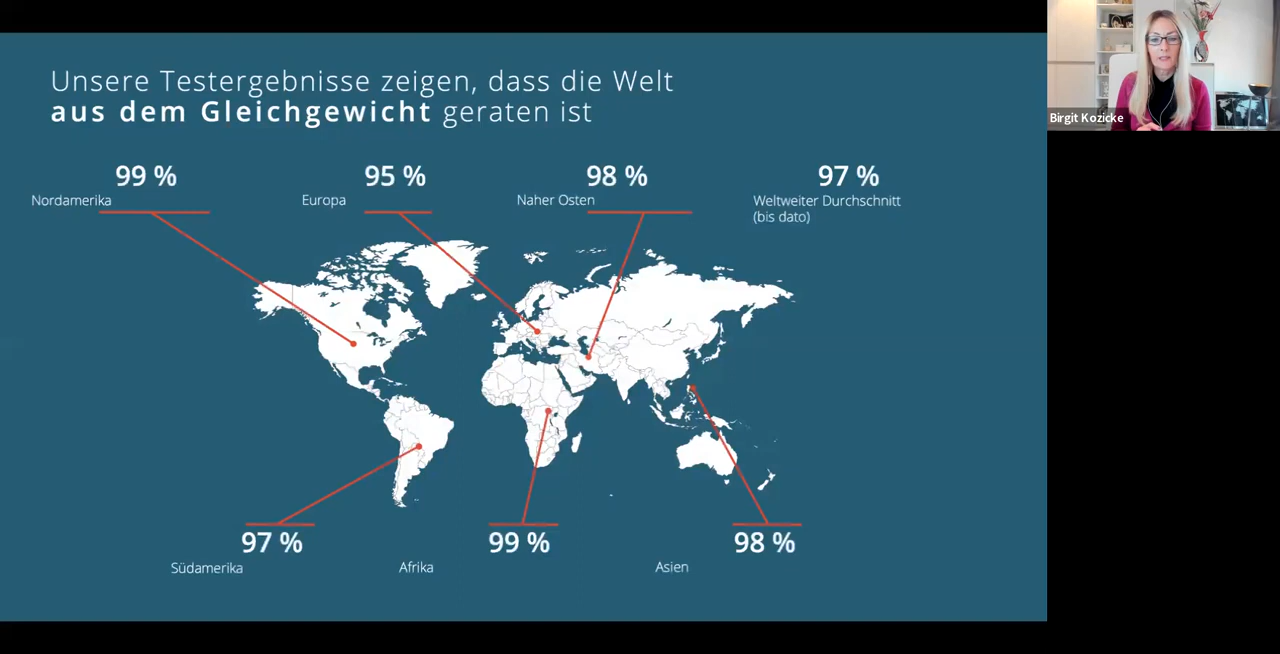 Unsere Testergebnisse zeigen, dass die Welt
aus dem Gleichgewicht geraten ist
99 %
Nordamerika
95 %
Europa
98 %
Naher Osten
97 %
Weltweiter Durchschnitt
(bis dato)
97 %
Südamerika
99 %
Afrika
98 %
Asien
Birgit Kozicke